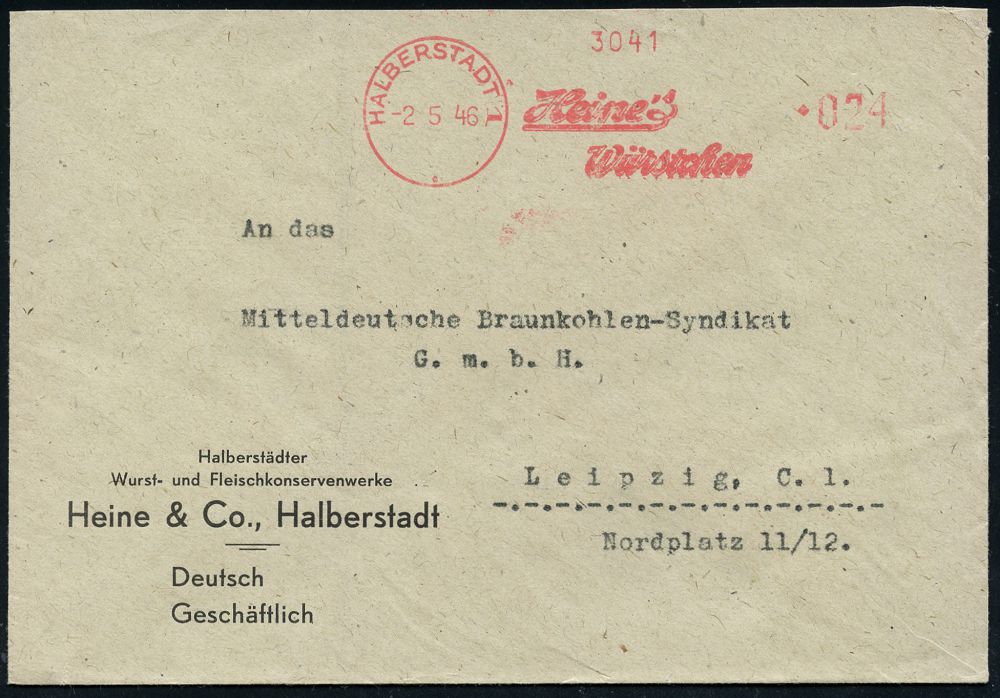 3041
HALBERSTADT 1
-2 5 46
Heine's
Würstchen
024
An das
Mitteldeutsche Braunkohlen-Syndikat
G. m. b. H.
Halberstädter
Wurst- und Fleischkonservenwerke
Heine & Co., Halberstadt
Deutsch
Geschäftlich
Leipzig, C. 1.
Nordplatz 11/12.